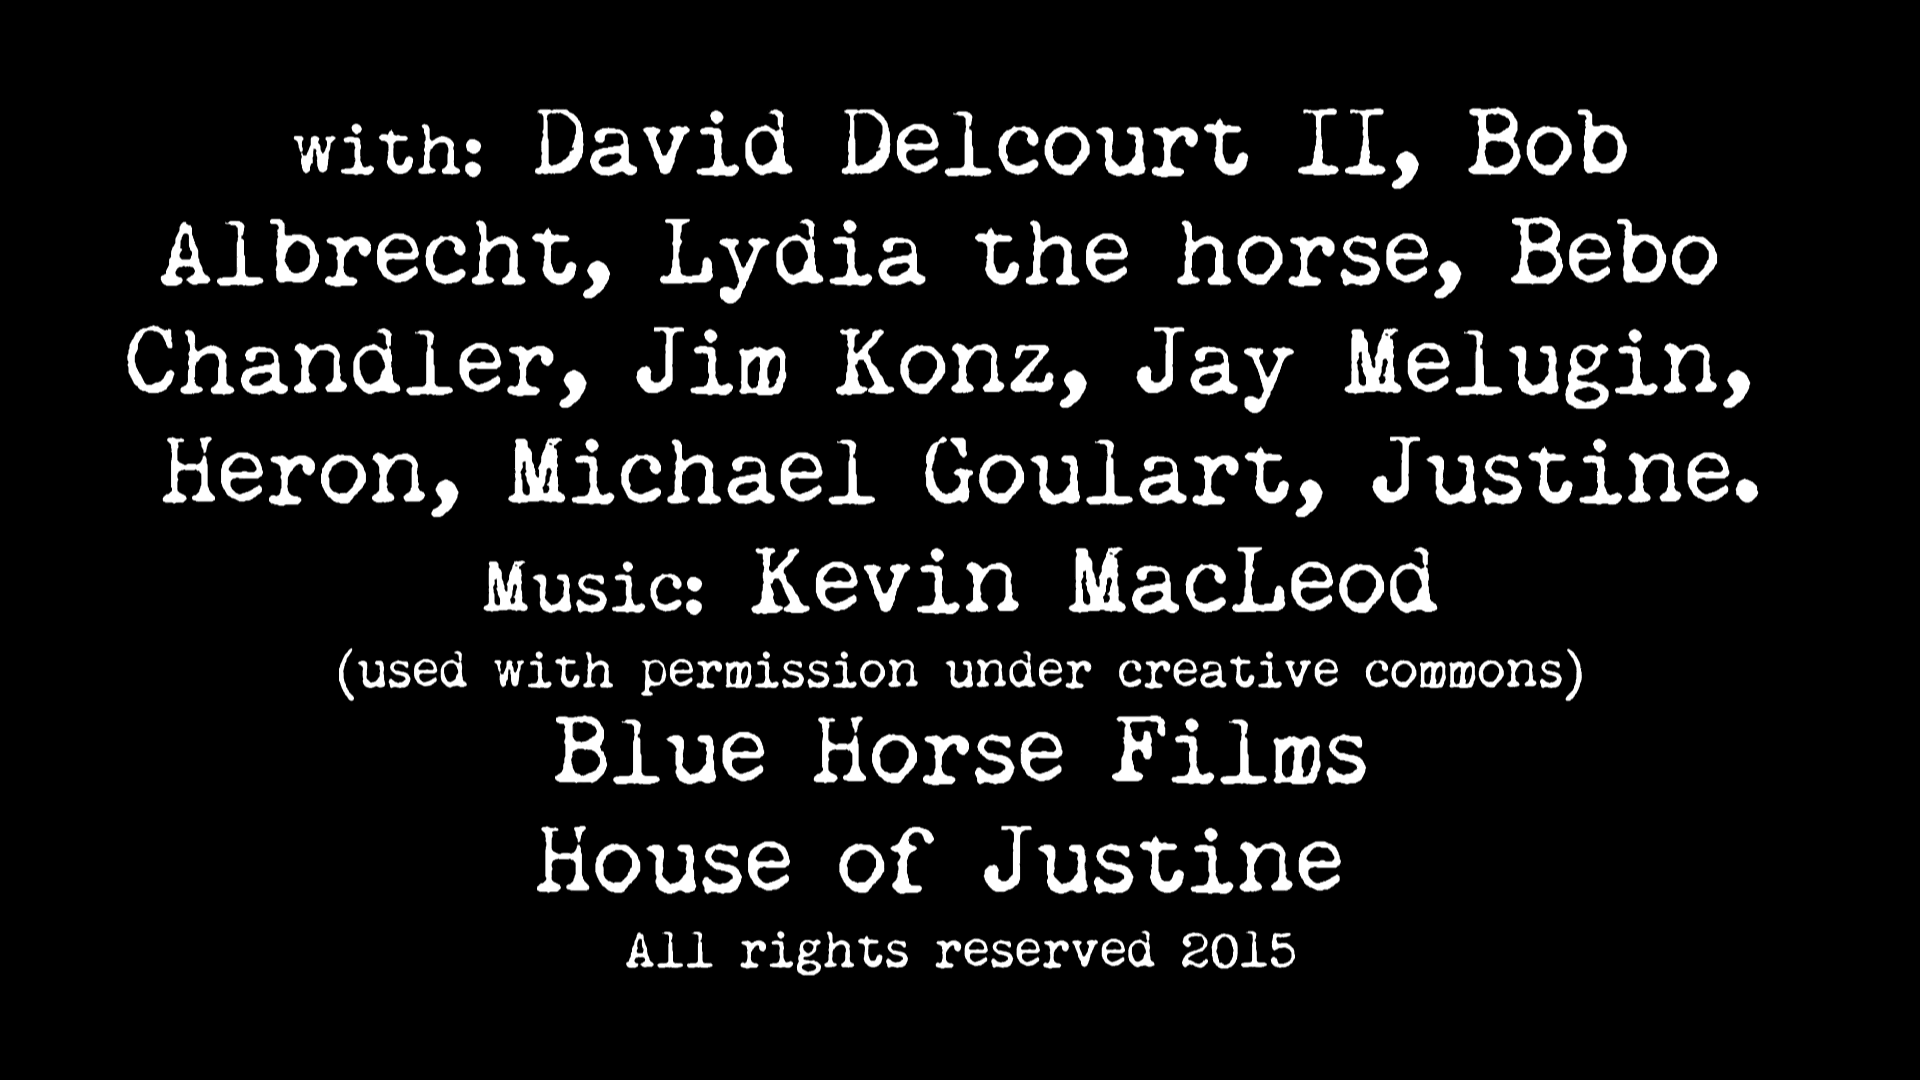 with: David Delcourt II, Bob
Albrecht, Lydia the horse, Bebo
Chandler, Jim Konz, Jay Melugin,
Heron, Michael Goulart, Justine.
Music: Kevin MacLeod
(used with permission under creative commons)
Blue Horse Films
House of Justine
All rights reserved 2015